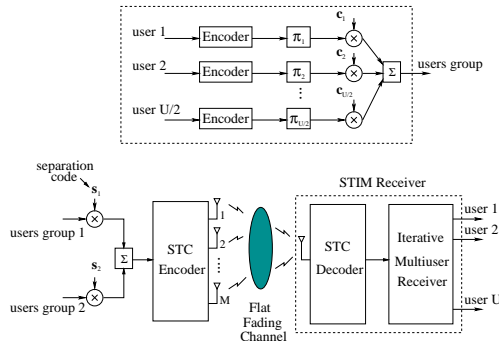 c₁
user 1 Encoder π₁ ×
c₂
user 2 Encoder π₂ × Σ users group
c_U/2
user U/2 Encoder π_U/2 ×
separation
code
STIM Receiver
s₁
users group 1 ×
1
user 1
STC
Encoder
2
STC
Decoder
Iterative
Multiuser
Receiver
user 2
Σ
s₂
users group 2 ×
M
Flat
Fading
Channel
user U